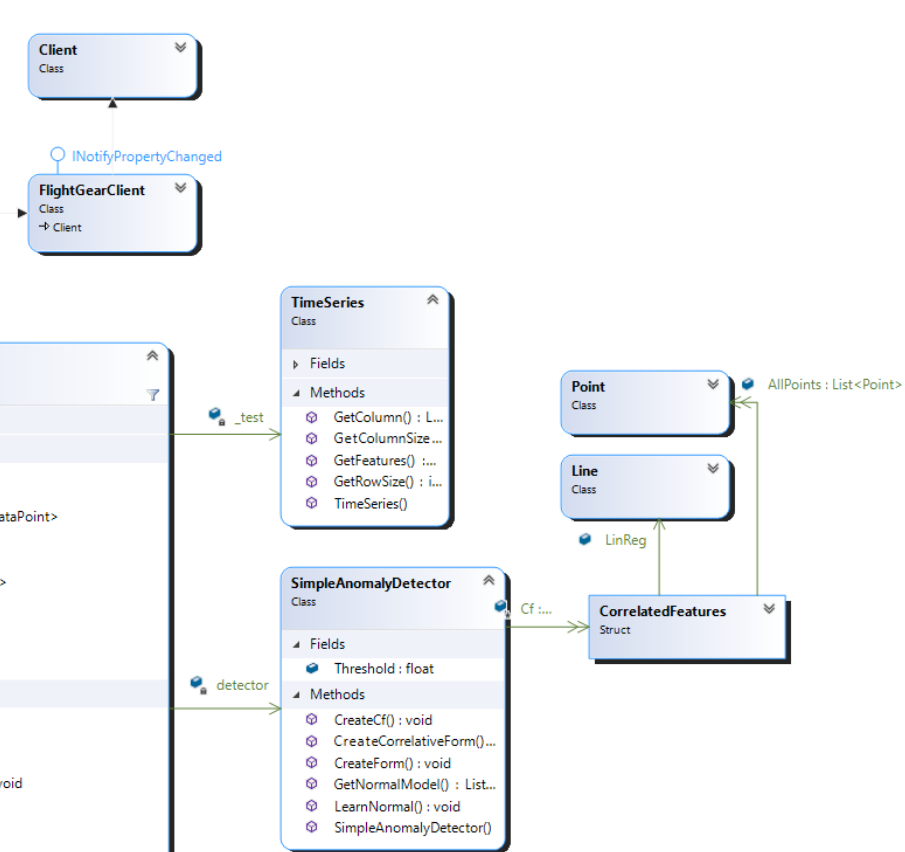 Client
Class
INotifyPropertyChanged
FlightGearClient
Class
Client
TimeSeries
Class
Fields
Methods
GetColumn() : L...
GetColumnSize...
GetFeatures() :...
GetRowSize() : i...
TimeSeries()
_test
Point
Class
AllPoints : List<Point>
Line
Class
LinReg
ataPoint>
>
SimpleAnomalyDetector
Class
Fields
Threshold : float
Methods
CreateCf() : void
CreateCorrelativeForm()...
CreateForm() : void
GetNormalModel() : List...
LearnNormal() : void
SimpleAnomalyDetector()
Cf :...
CorrelatedFeatures
Struct
detector
void